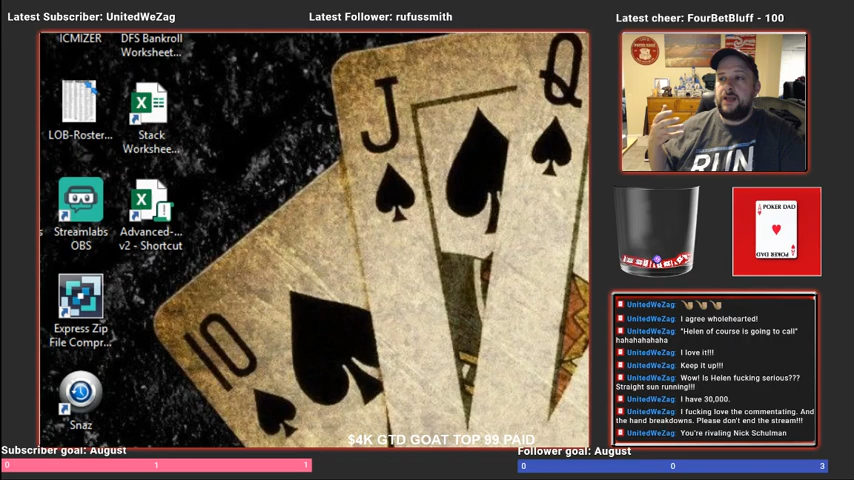 Latest Subscriber: UnitedWeZag
Latest Follower: rufussmith
Latest cheer: FourBetBluff - 100
ICMIZER
DFS Bankroll
Worksheet...
LOB-Roster...
Stack
Workshee...
Streamlabs
OBS
Advanced-...
v2 - Shortcut
Express Zip
File Compr...
Snaz
10
J
Q
RUN
A
POKER DAD
POKER DAD
A
UnitedWeZag:
UnitedWeZag: I agree wholehearted!
UnitedWeZag: "Helen of course is going to call"
hahahahahaha
UnitedWeZag: I love it!!!
UnitedWeZag: Keep it up!!!
UnitedWeZag: Wow! Is Helen fucking serious???
Straight sun running!!!
UnitedWeZag: I have 30,000.
UnitedWeZag: I fucking love the commentating. And
the hand breakdowns. Please don't end the stream!!!
UnitedWeZag: You're rivaling Nick Schulman
$4K GTD GOAT TOP 99 PAID
Subscriber goal: August
0 1 1
Follower goal: August
0 0 3